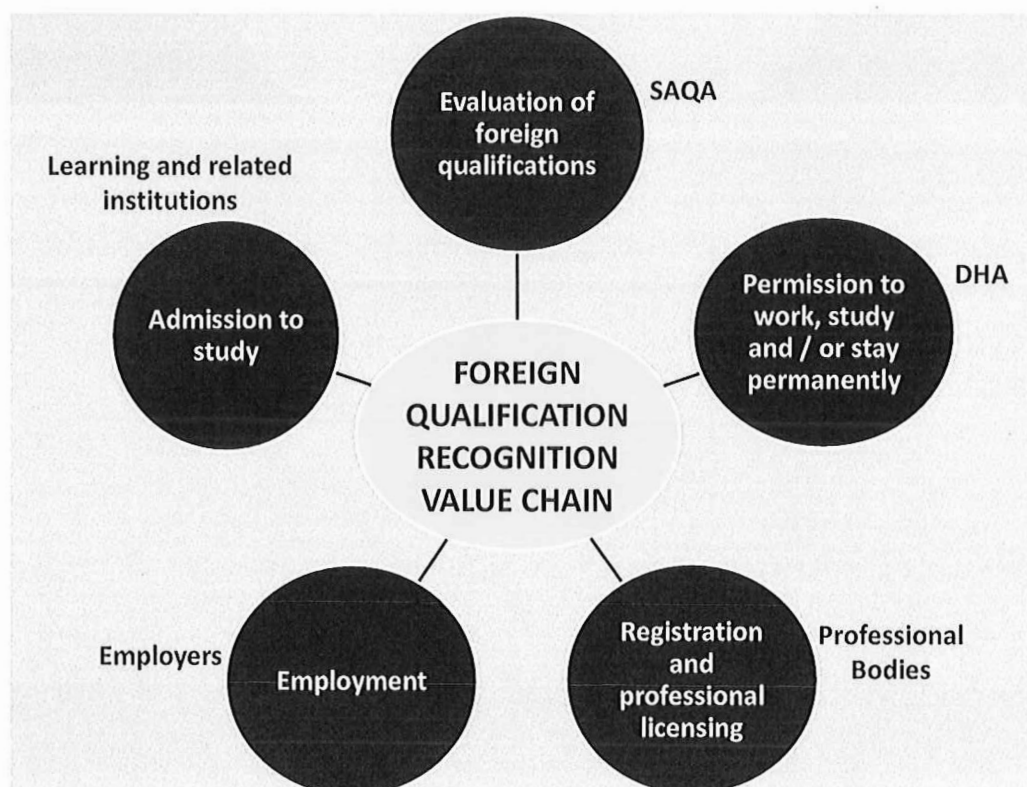 Evaluation of
foreign
qualifications
SAQA
Learning and related
institutions
Admission to
study
Permission to
work, study
and / or stay
permanently
DHA
FOREIGN
QUALIFICATION
RECOGNITION
VALUE CHAIN
Employers
Employment
Registration
and
professional
licensing
Professional
Bodies